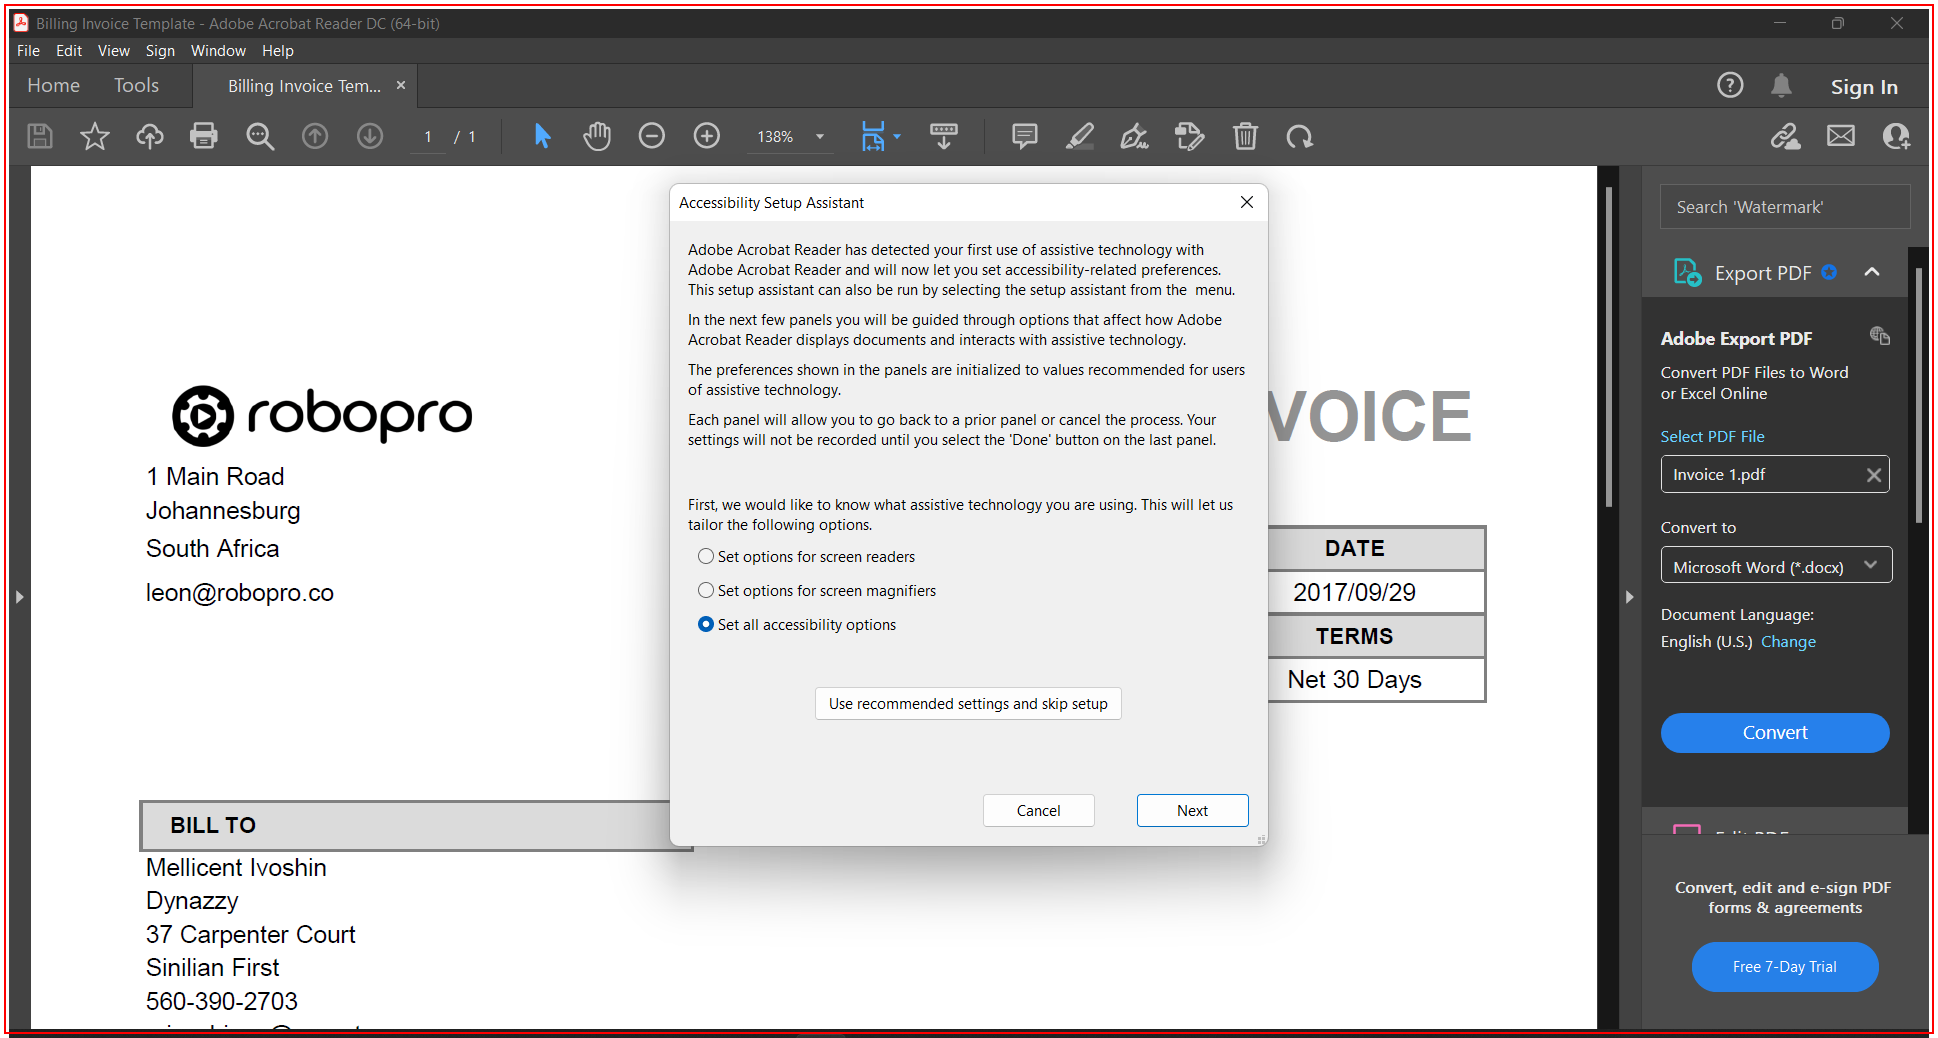 Billing Invoice Template - Adobe Acrobat Reader DC (64-bit)
File Edit View Sign Window Help
Home Tools Billing Invoice Tem... Sign In
1 / 1 138%
Accessibility Setup Assistant
Adobe Acrobat Reader has detected your first use of assistive technology with
Adobe Acrobat Reader and will now let you set accessibility-related preferences.
This setup assistant can also be run by selecting the setup assistant from the  menu.
In the next few panels you will be guided through options that affect how Adobe
Acrobat Reader displays documents and interacts with assistive technology.
The preferences shown in the panels are initialized to values recommended for users
of assistive technology.
Each panel will allow you to go back to a prior panel or cancel the process. Your
settings will not be recorded until you select the 'Done' button on the last panel.
First, we would like to know what assistive technology you are using. This will let us
tailor the following options.
Set options for screen readers
Set options for screen magnifiers
Set all accessibility options
Use recommended settings and skip setup
Cancel
Next
robopro
1 Main Road
Johannesburg
South Africa
leon@robopro.co
VOICE
DATE
2017/09/29
TERMS
Net 30 Days
BILL TO
Mellicent Ivoshin
Dynazzy
37 Carpenter Court
Sinilian First
560-390-2703
Search 'Watermark'
Export PDF
Adobe Export PDF
Convert PDF Files to Word
or Excel Online
Select PDF File
Invoice 1.pdf
Convert to
Microsoft Word (*.docx)
Document Language:
English (U.S.) Change
Convert
Edit PDF
Convert, edit and e-sign PDF
forms & agreements
Free 7-Day Trial